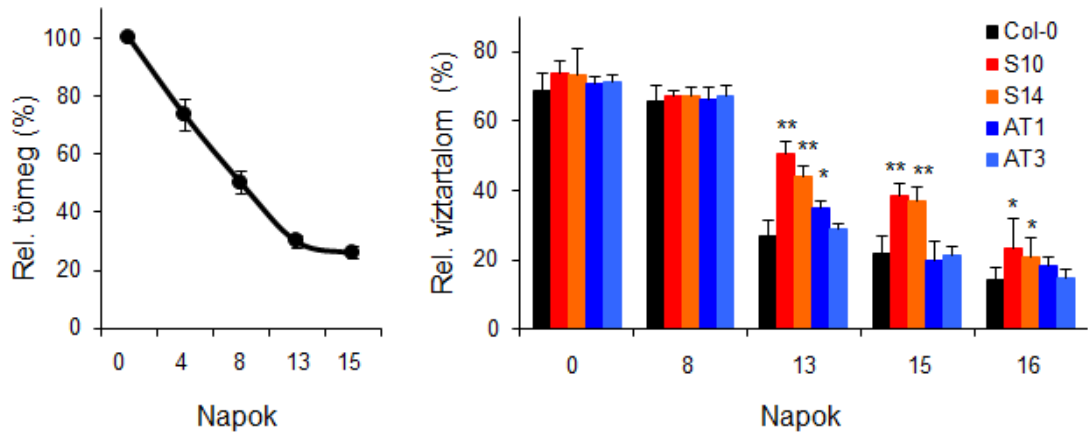 Rel. tömeg (%)
100
80
60
40
20
0
0 4 8 13 15
Napok
Rel. víztartalom (%)
80
60
40
20
0
Col-0
S10
S14
AT1
AT3
** ** *
** **
* *
0 8 13 15 16
Napok